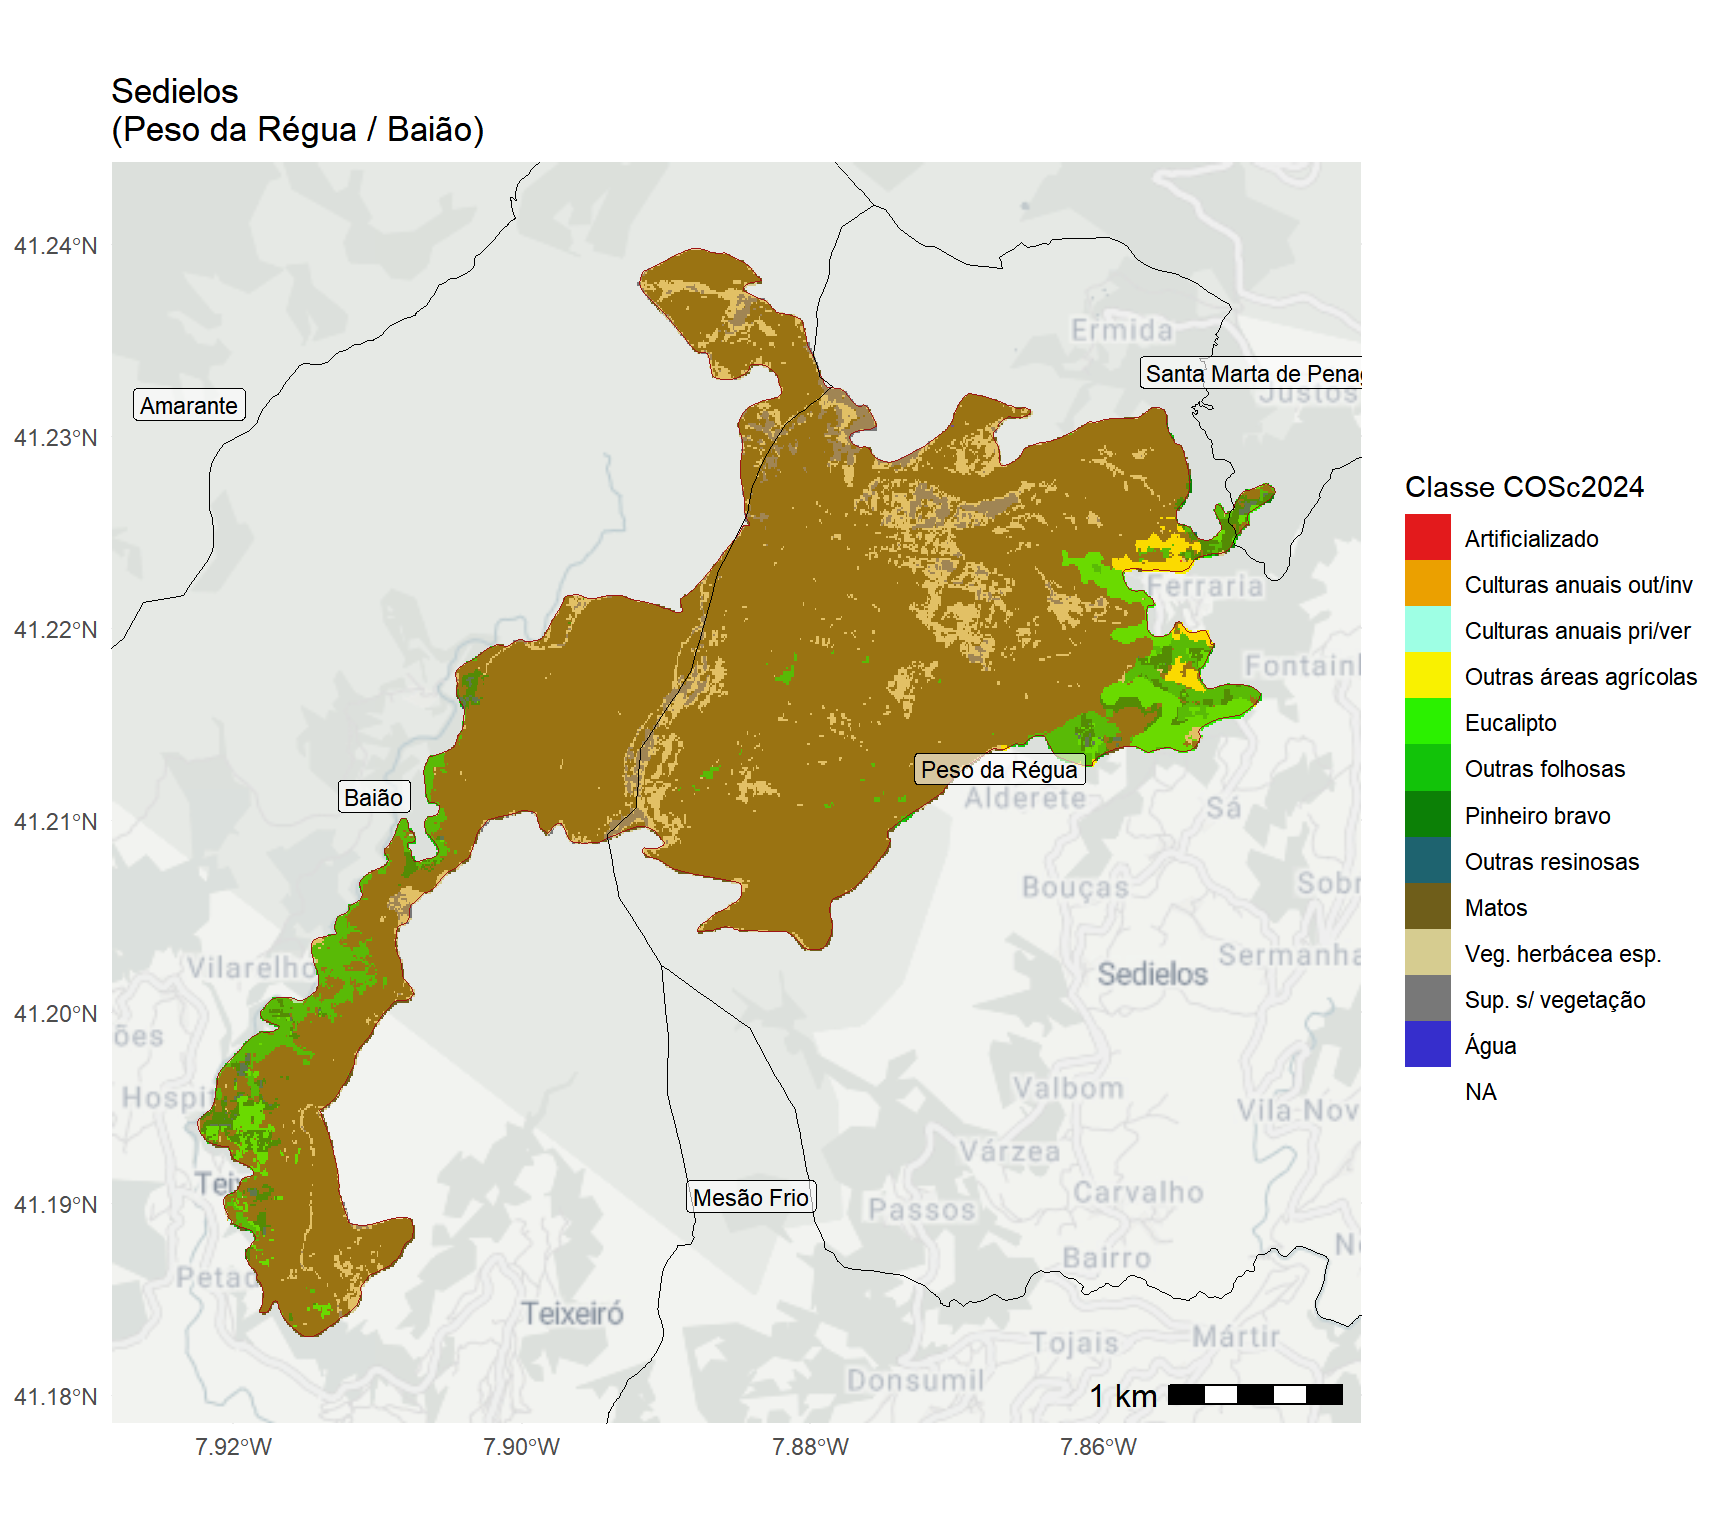 Sedielos
(Peso da Régua / Baião)
41.24°N
41.23°N
41.22°N
41.21°N
41.20°N
41.19°N
41.18°N
7.92°W
7.90°W
7.88°W
7.86°W
Ermida
Santa Marta de Penag
Justos
Amarante
Ferraria
Fontainh
Peso da Régua
Alderete
Sá
Baião
Bouças
Sobr
Sermanha
Vilarelho
Sedielos
ões
Hospi
Valbom
Vila Nov
Várzea
Teix
Mesão Frio
Carvalho
Passos
Petad
Bairro
N
Teixeiró
Tojais
Mártir
Donsumil
1 km
Classe COSc2024
Artificializado
Culturas anuais out/inv
Culturas anuais pri/ver
Outras áreas agrícolas
Eucalipto
Outras folhosas
Pinheiro bravo
Outras resinosas
Matos
Veg. herbácea esp.
Sup. s/ vegetação
Água
NA